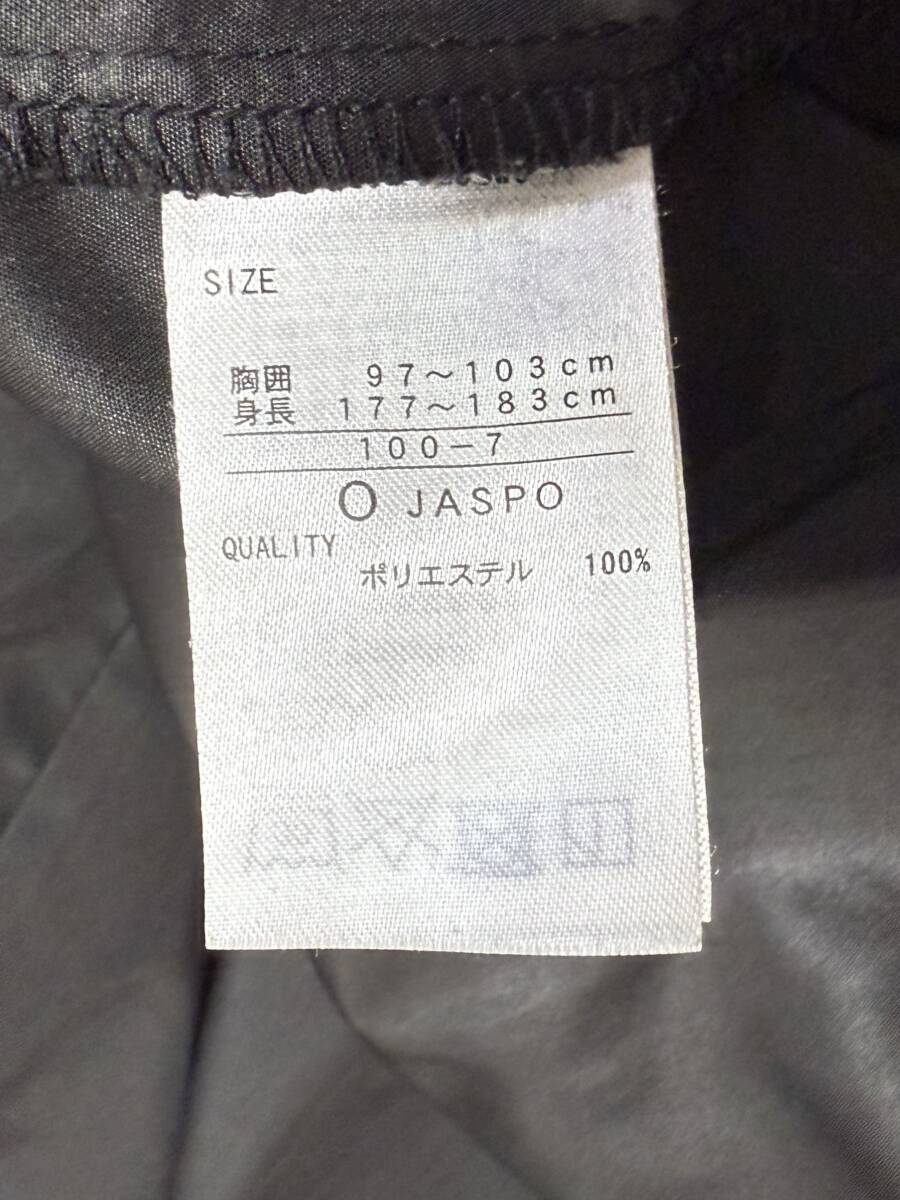 SIZE
胸囲 97～103cm
身長 177～183cm
100－7
O JASPO
QUALITY
ポリエステル 100%